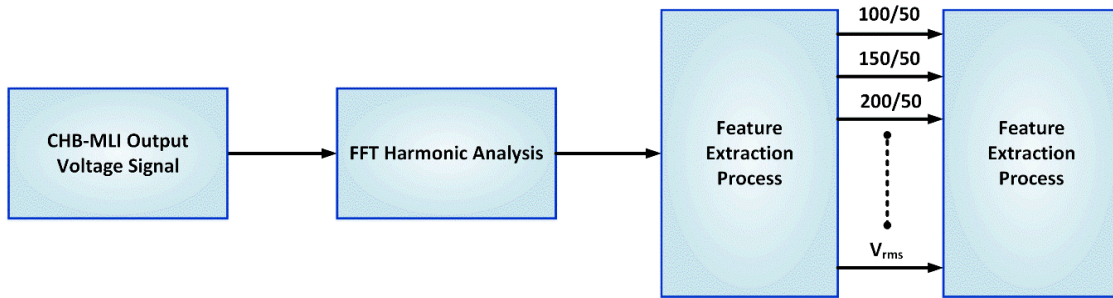 CHB-MLI Output
Voltage Signal
FFT Harmonic Analysis
Feature
Extraction
Process
100/50
150/50
200/50
Vrms
Feature
Extraction
Process